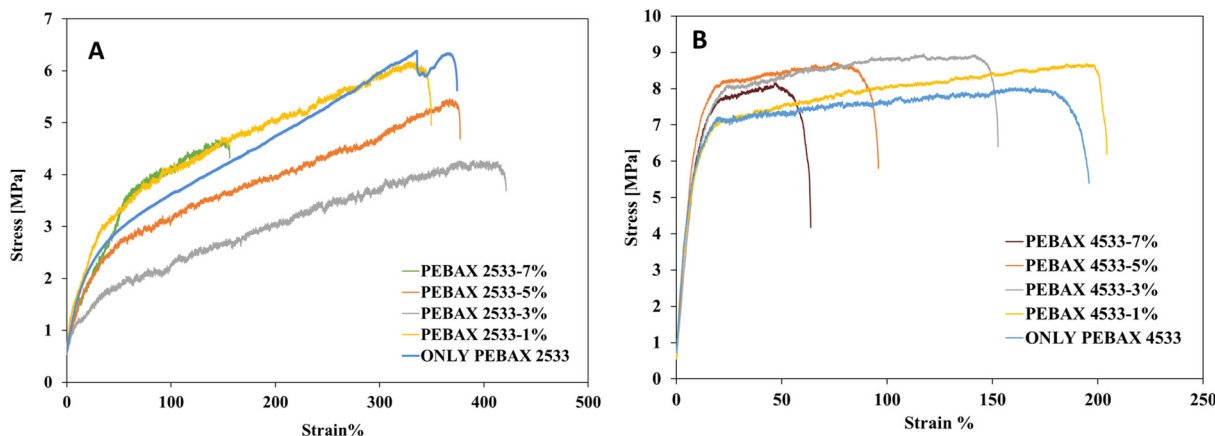 A
7
6
5
4
3
2
1
0
Stress [MPa]
PEBAX 2533-7%
PEBAX 2533-5%
PEBAX 2533-3%
PEBAX 2533-1%
ONLY PEBAX 2533
0 100 200 300 400 500
Strain%
B
10
9
8
7
6
5
4
3
2
1
0
Stress [MPa]
PEBAX 4533-7%
PEBAX 4533-5%
PEBAX 4533-3%
PEBAX 4533-1%
ONLY PEBAX 4533
0 50 100 150 200 250
Strain %